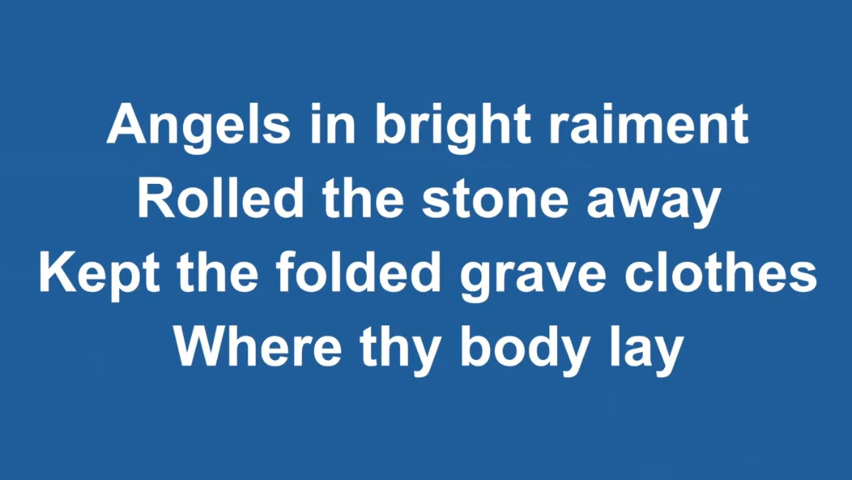 Angels in bright raiment
Rolled the stone away
Kept the folded grave clothes
Where thy body lay